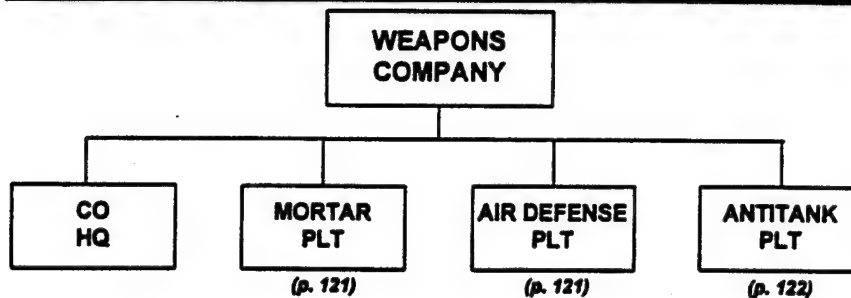 WEAPONS
COMPANY
CO
HQ
MORTAR
PLT
(p. 121)
AIR DEFENSE
PLT
(p. 121)
ANTITANK
PLT
(p. 122)